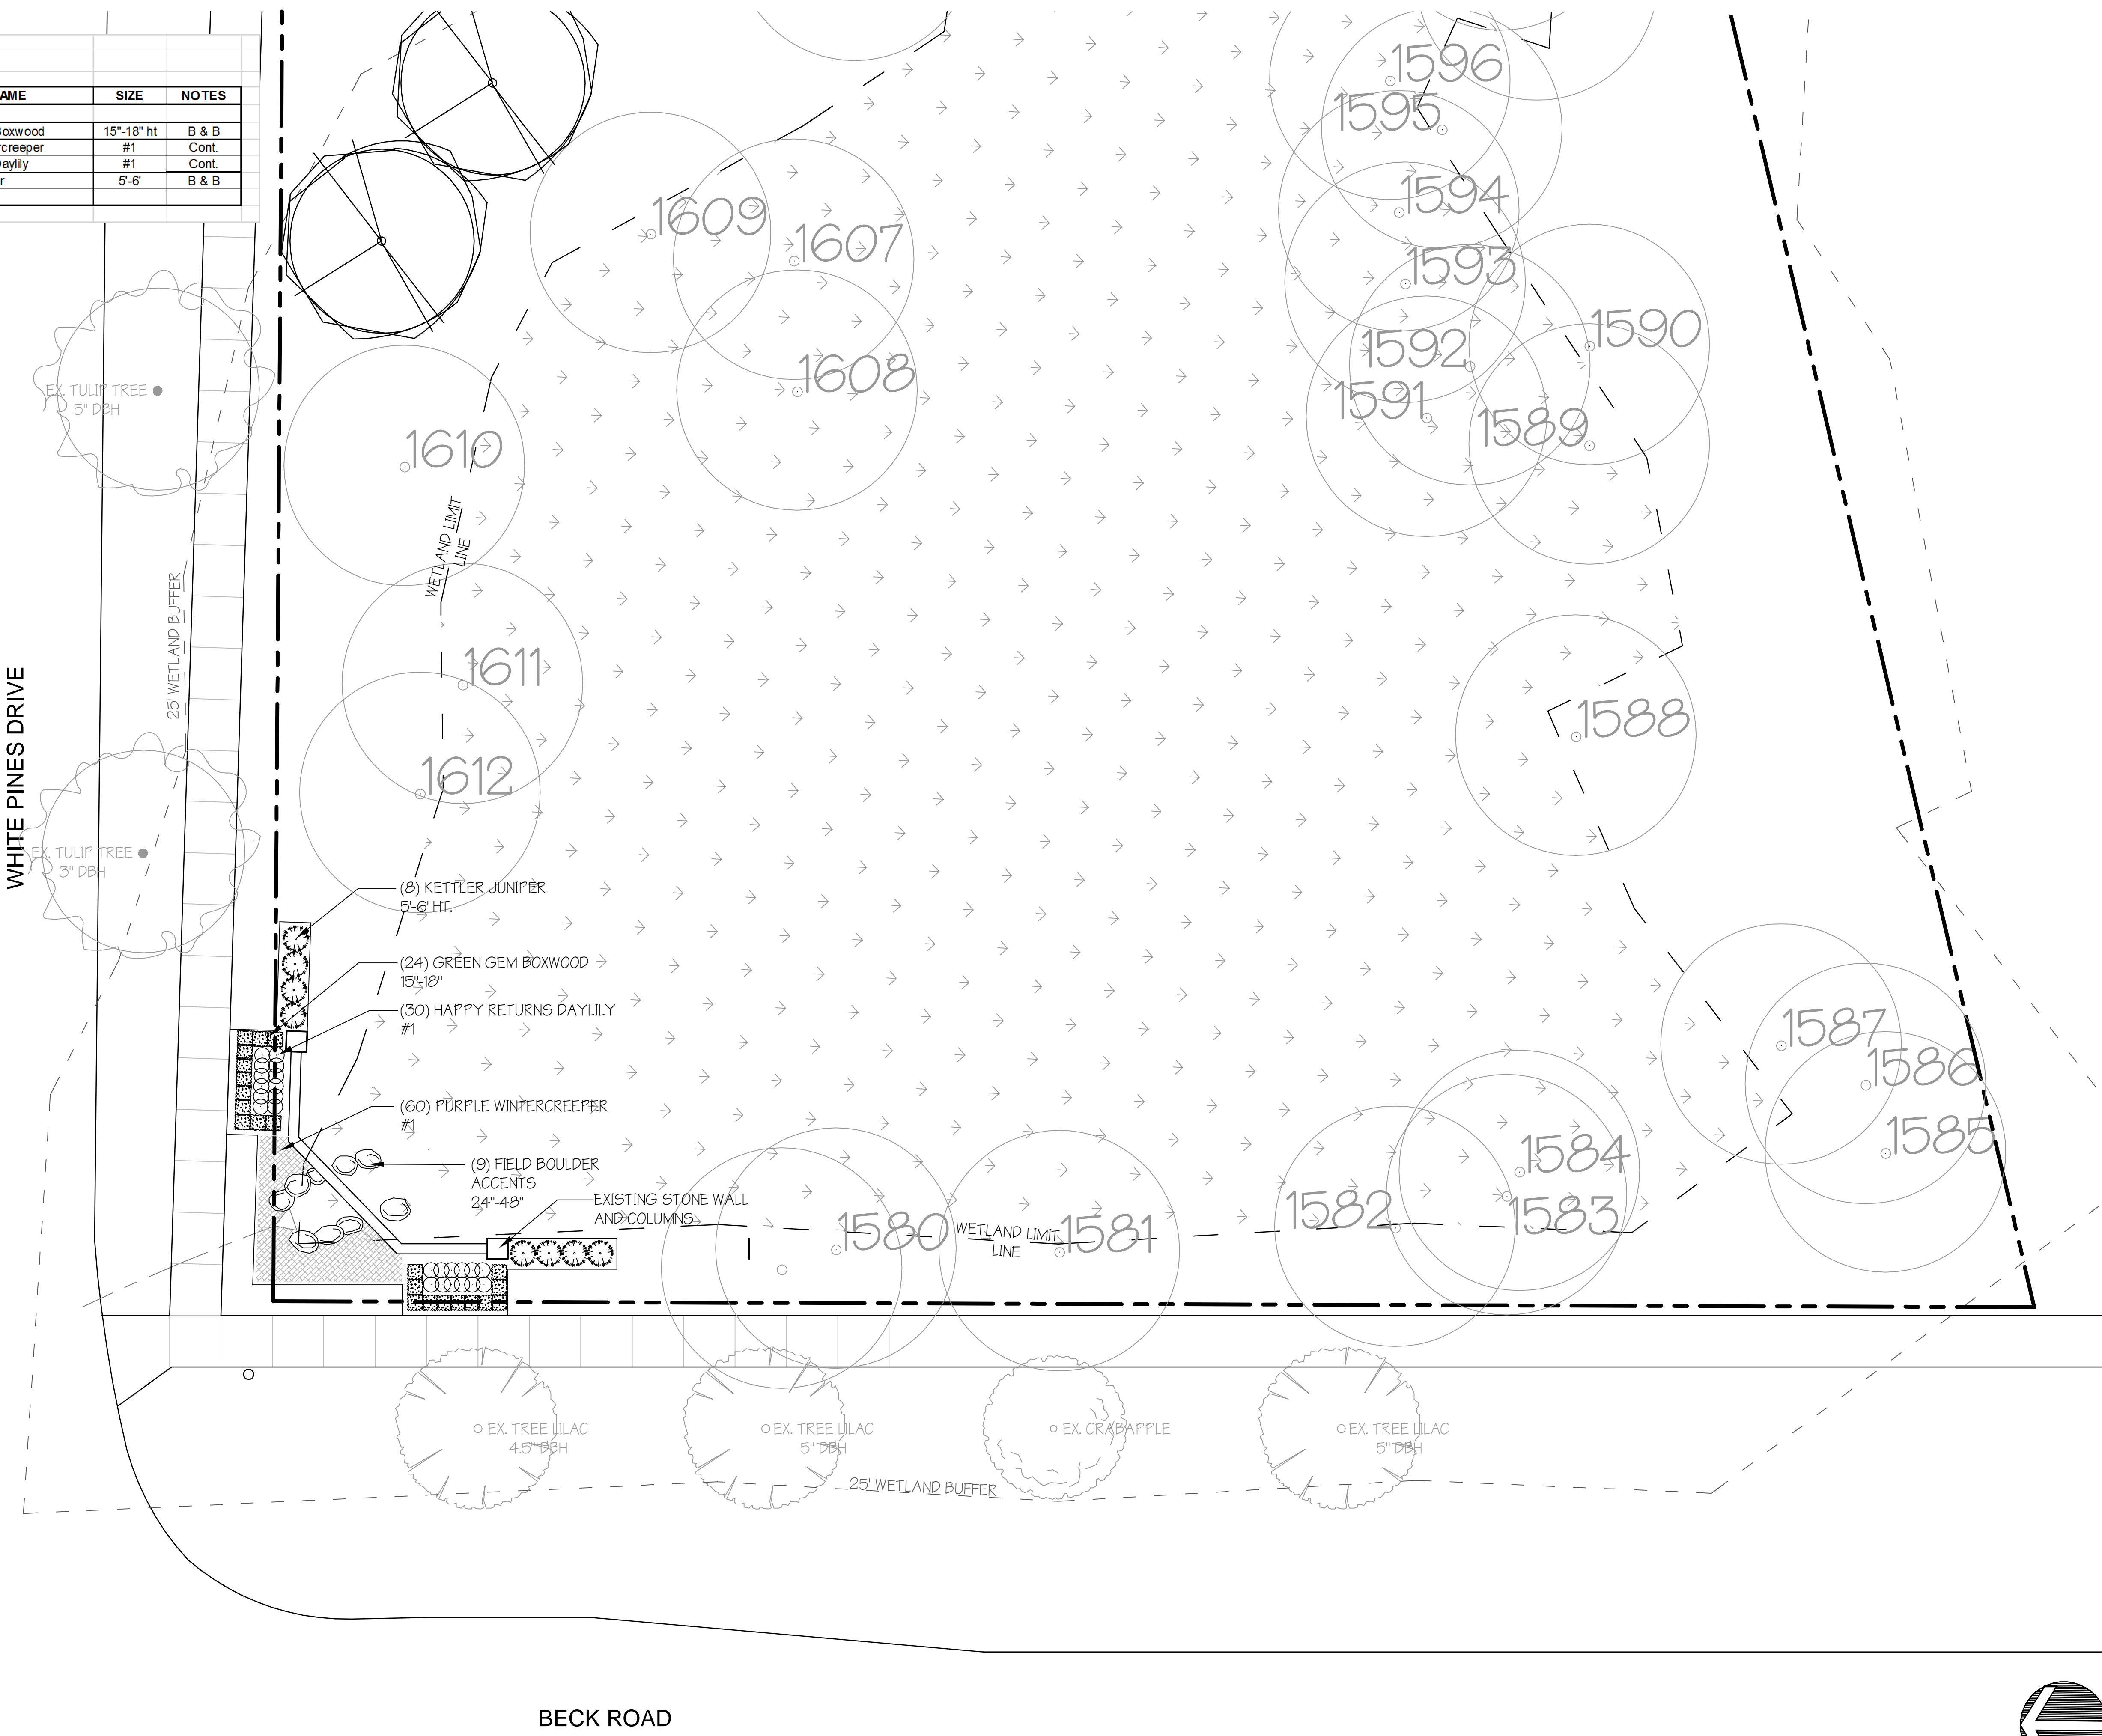 AME SIZE NOTES
Boxwood 15"-18" ht B & B
rcreeper #1 Cont.
Daylily #1 Cont.
r 5'-6' B & B
1596
1595
1594
1593
1592
1591
1590
1589
1609
1607
1608
1610
EX. TULIP TREE
5" DBH
WETLAND LIMIT
LINE
25' WETLAND BUFFER
WHITE PINES DRIVE
1611
1612
1588
EX. TULIP TREE
3" DBH
(8) KETTLER JUNIPER
5'-6' HT.
(24) GREEN GEM BOXWOOD
15"-18"
(30) HAPPY RETURNS DAYLILY
#1
(60) PURPLE WINTERCREEPER
#1
(9) FIELD BOULDER
ACCENTS
24"-48"
EXISTING STONE WALL
AND COLUMNS
1587
1586
1585
1584
1583
1582
1580
WETLAND LIMIT
LINE
1581
EX. TREE LILAC
4.5" DBH
EX. TREE LILAC
5" DBH
EX. CRABAPPLE
EX. TREE LILAC
5" DBH
25' WETLAND BUFFER
BECK ROAD